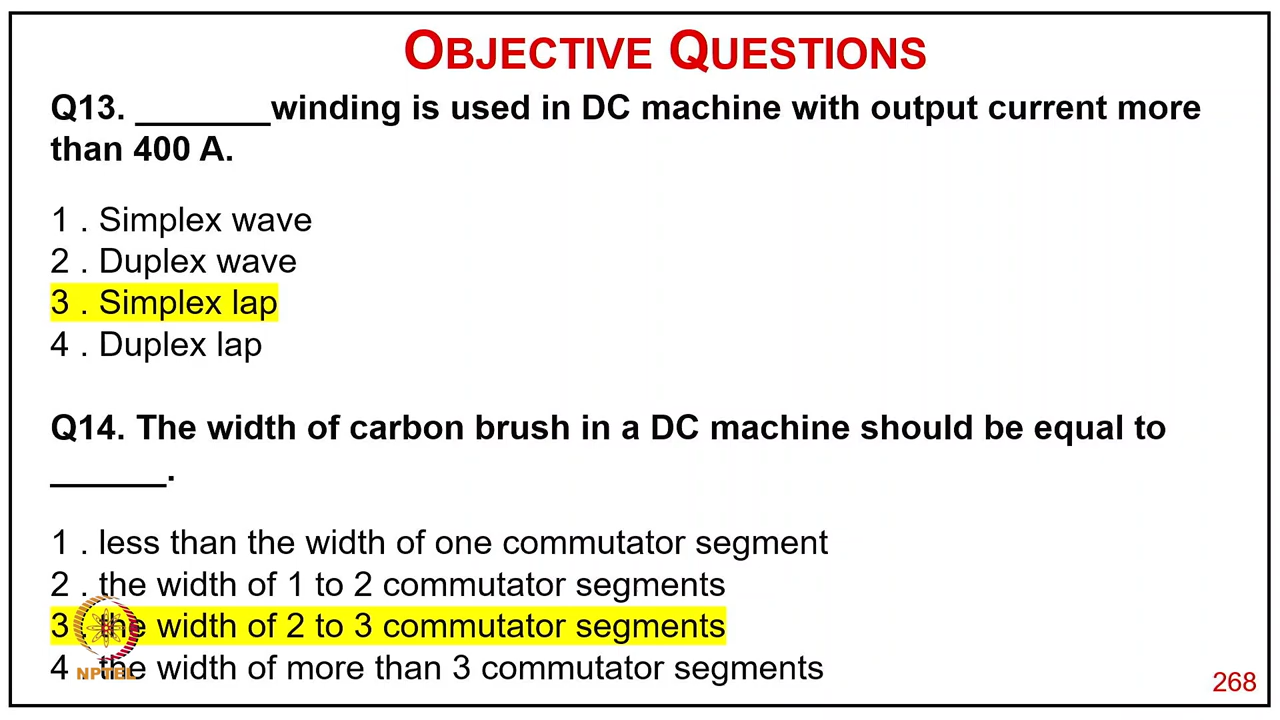 OBJECTIVE QUESTIONS
Q13. _______winding is used in DC machine with output current more
than 400 A.
1 . Simplex wave
2 . Duplex wave
3 . Simplex lap
4 . Duplex lap
Q14. The width of carbon brush in a DC machine should be equal to
______.
1 . less than the width of one commutator segment
2 . the width of 1 to 2 commutator segments
3 . the width of 2 to 3 commutator segments
4 . the width of more than 3 commutator segments
NPTEL
268